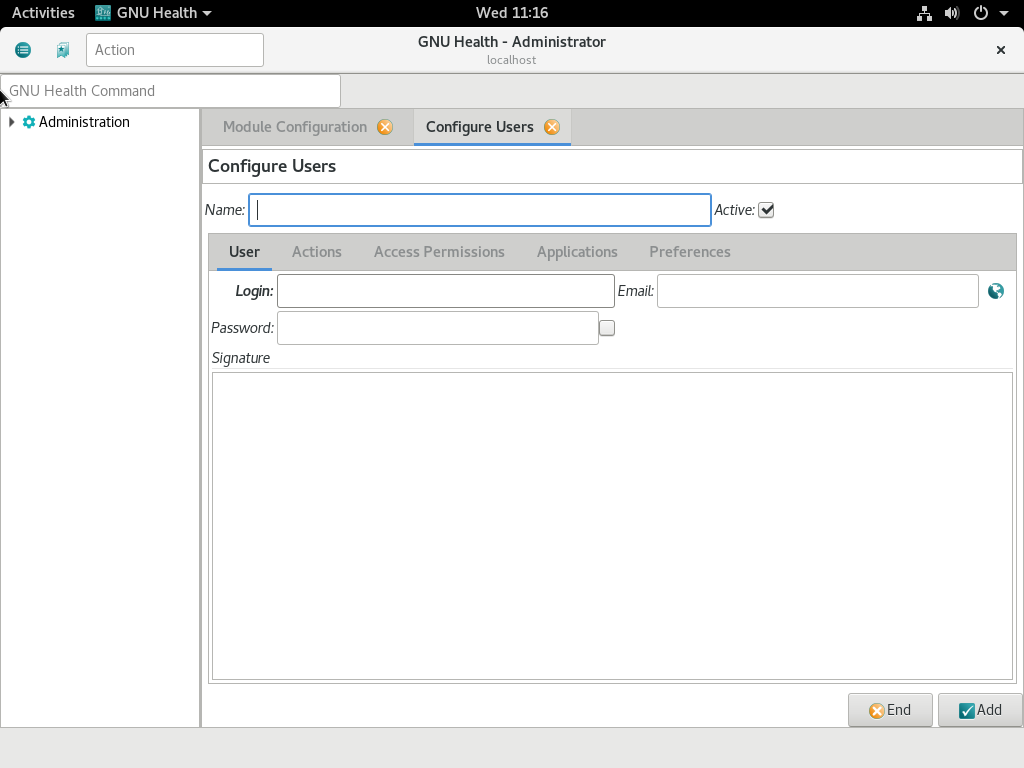 Activities GNU Health Wed 11:16
Action GNU Health - Administrator
localhost
GNU Health Command
Administration
Module Configuration Configure Users
Configure Users
Name: Active:
User Actions Access Permissions Applications Preferences
Login: Email:
Password:
Signature
End Add